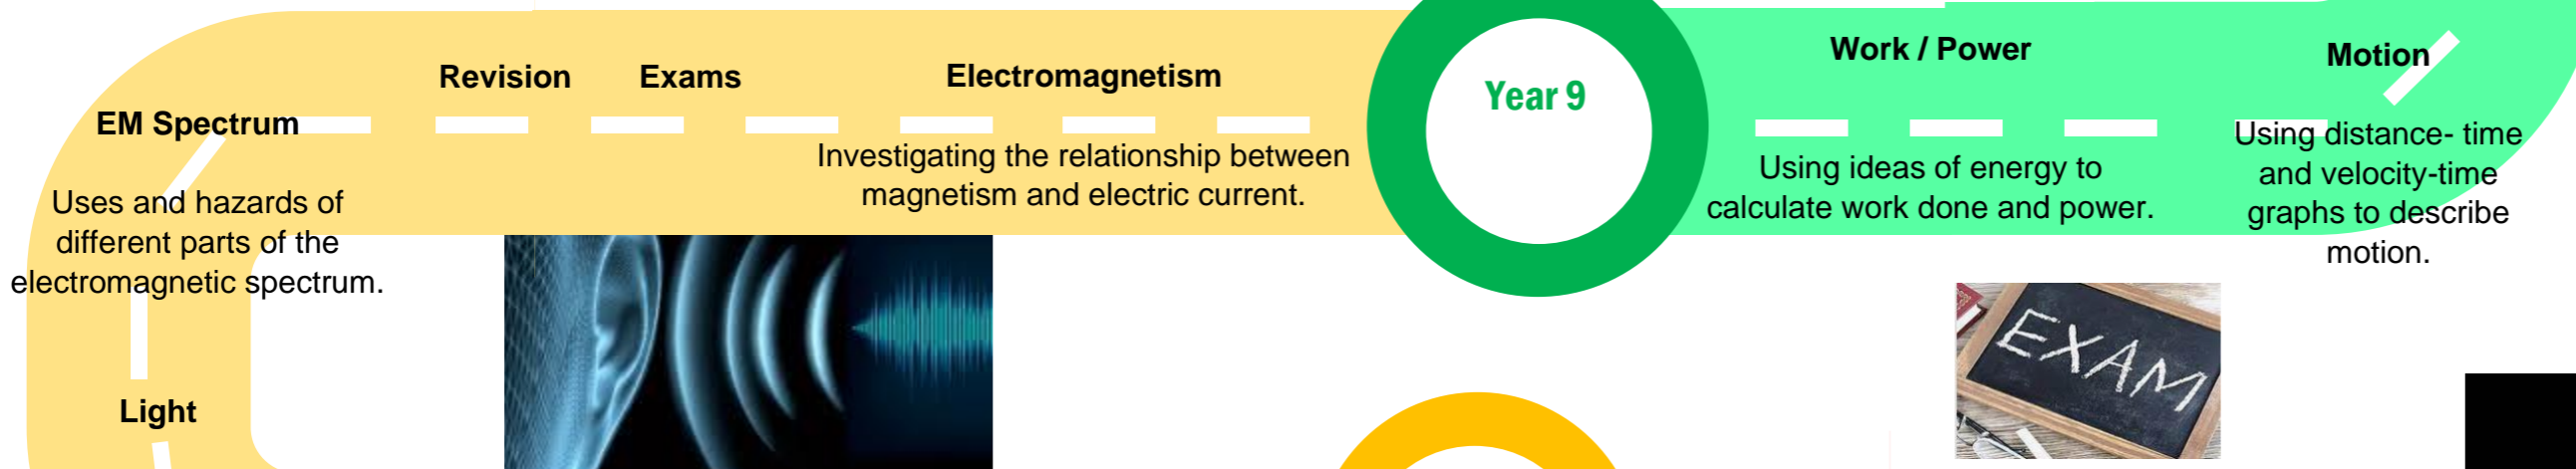 Revision
Exams
Electromagnetism
Year 9
Work / Power
Motion
EM Spectrum
Investigating the relationship between
magnetism and electric current.
Using ideas of energy to
calculate work done and power.
Using distance- time
and velocity-time
graphs to describe
motion.
Uses and hazards of
different parts of the
electromagnetic spectrum.
Light
EXAM